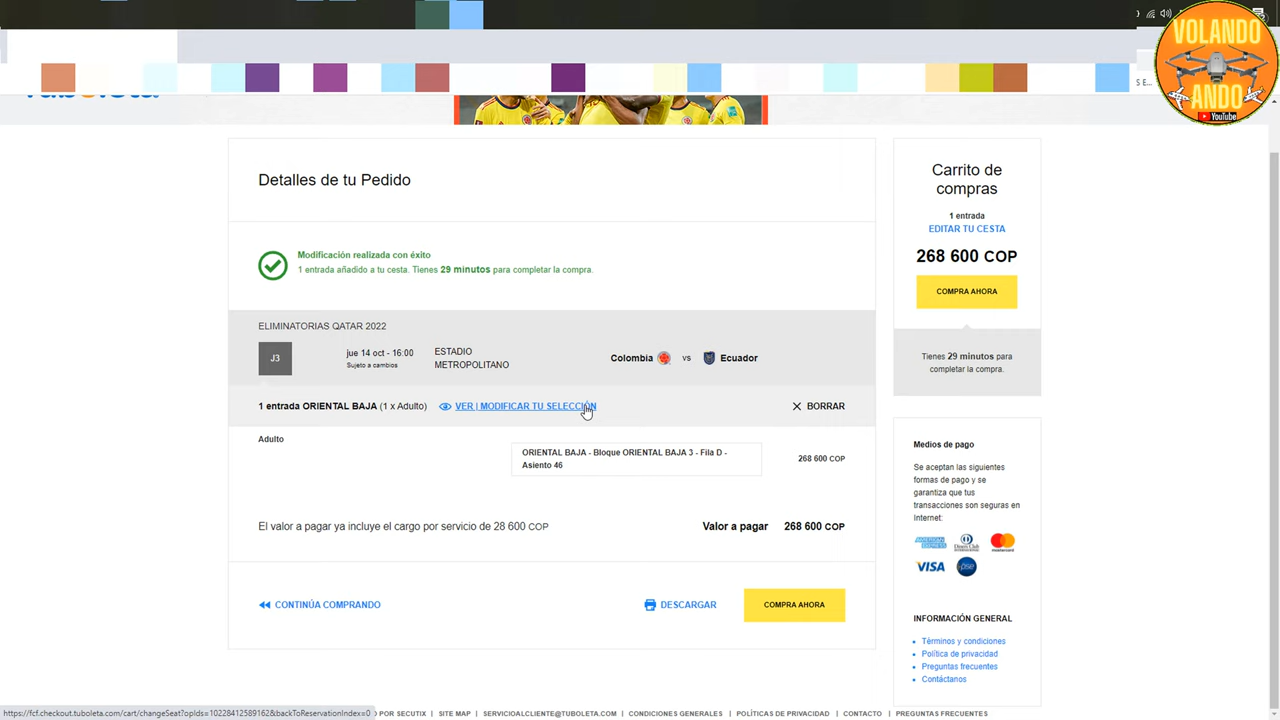 VOLANDO
ANDO
YouTube
S E...
Detalles de tu Pedido
Modificación realizada con éxito
1 entrada añadido a tu cesta. Tienes 29 minutos para completar la compra.
ELIMINATORIAS QATAR 2022
J3
jue 14 oct - 16:00
Sujeto a cambios
ESTADIO
METROPOLITANO
Colombia vs Ecuador
1 entrada ORIENTAL BAJA (1 x Adulto) VER | MODIFICAR TU SELECCIÓN BORRAR
Adulto
ORIENTAL BAJA - Bloque ORIENTAL BAJA 3 - Fila D -
Asiento 46
268 600 COP
El valor a pagar ya incluye el cargo por servicio de 28 600 COP
Valor a pagar 268 600 COP
CONTINÚA COMPRANDO
DESCARGAR
COMPRA AHORA
Carrito de
compras
1 entrada
EDITAR TU CESTA
268 600 COP
COMPRA AHORA
Tienes 29 minutos para
completar la compra.
Medios de pago
Se aceptan las siguientes
formas de pago y se
garantiza que tus
transacciones son seguras en
Internet:
AMERICAN EXPRESS
Diners Club
INTERNATIONAL
mastercard
VISA
pse
INFORMACIÓN GENERAL
Términos y condiciones
Política de privacidad
Preguntas frecuentes
Contáctanos
https://fcf.checkout.tuboleta.com/cart/changeSeat?opIds=10228412589162&backToReservationIndex=0
PO POR SECUTIX | SITE MAP | SERVICIOALCLIENTE@TUBOLETA.COM | CONDICIONES GENERALES | POLÍTICAS DE PRIVACIDAD | CONTACTO | PREGUNTAS FRECUENTES